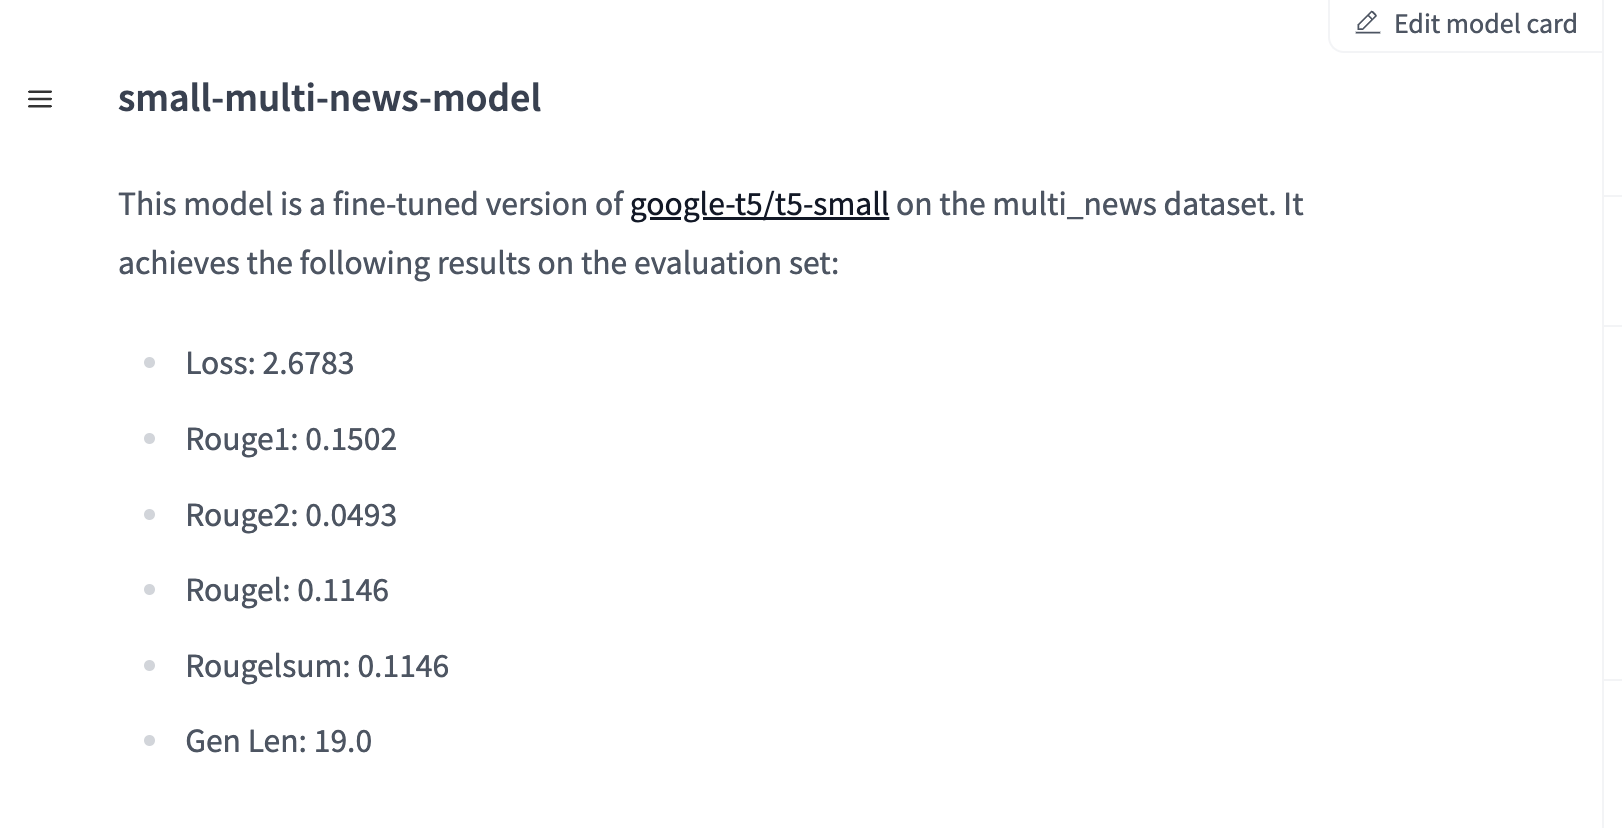 Edit model card
small-multi-news-model
This model is a fine-tuned version of google-t5/t5-small on the multi_news dataset. It
achieves the following results on the evaluation set:
Loss: 2.6783
Rouge1: 0.1502
Rouge2: 0.0493
Rougel: 0.1146
Rougelsum: 0.1146
Gen Len: 19.0